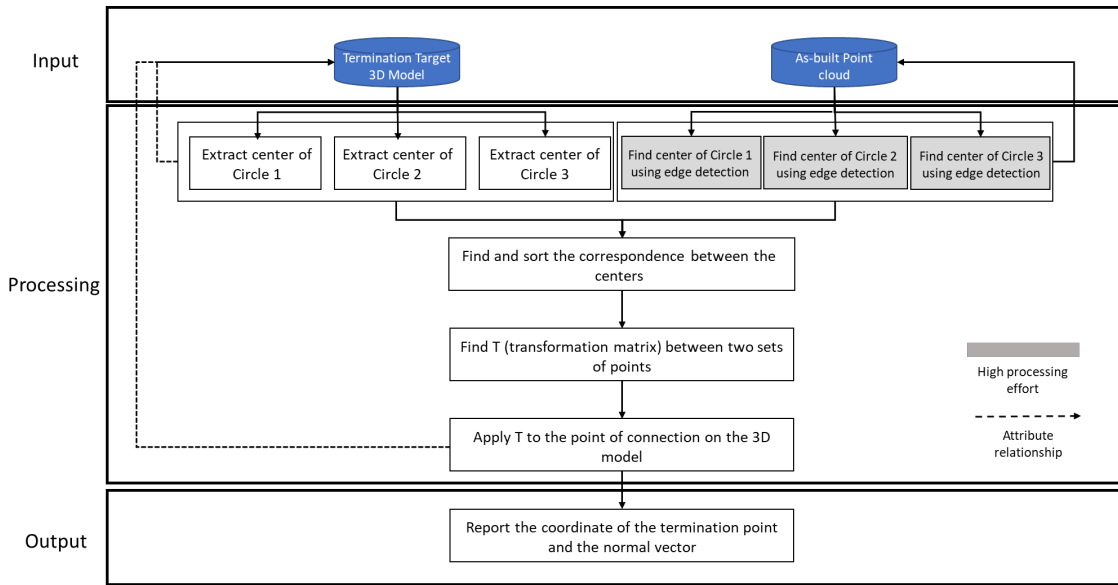 Input
Termination Target
3D Model
As-built Point
cloud
Processing
Extract center of
Circle 1
Extract center of
Circle 2
Extract center of
Circle 3
Find center of Circle 1
using edge detection
Find center of Circle 2
using edge detection
Find center of Circle 3
using edge detection
Find and sort the correspondence between the
centers
Find T (transformation matrix) between two sets
of points
Apply T to the point of connection on the 3D
model
High processing
effort
Attribute
relationship
Output
Report the coordinate of the termination point
and the normal vector